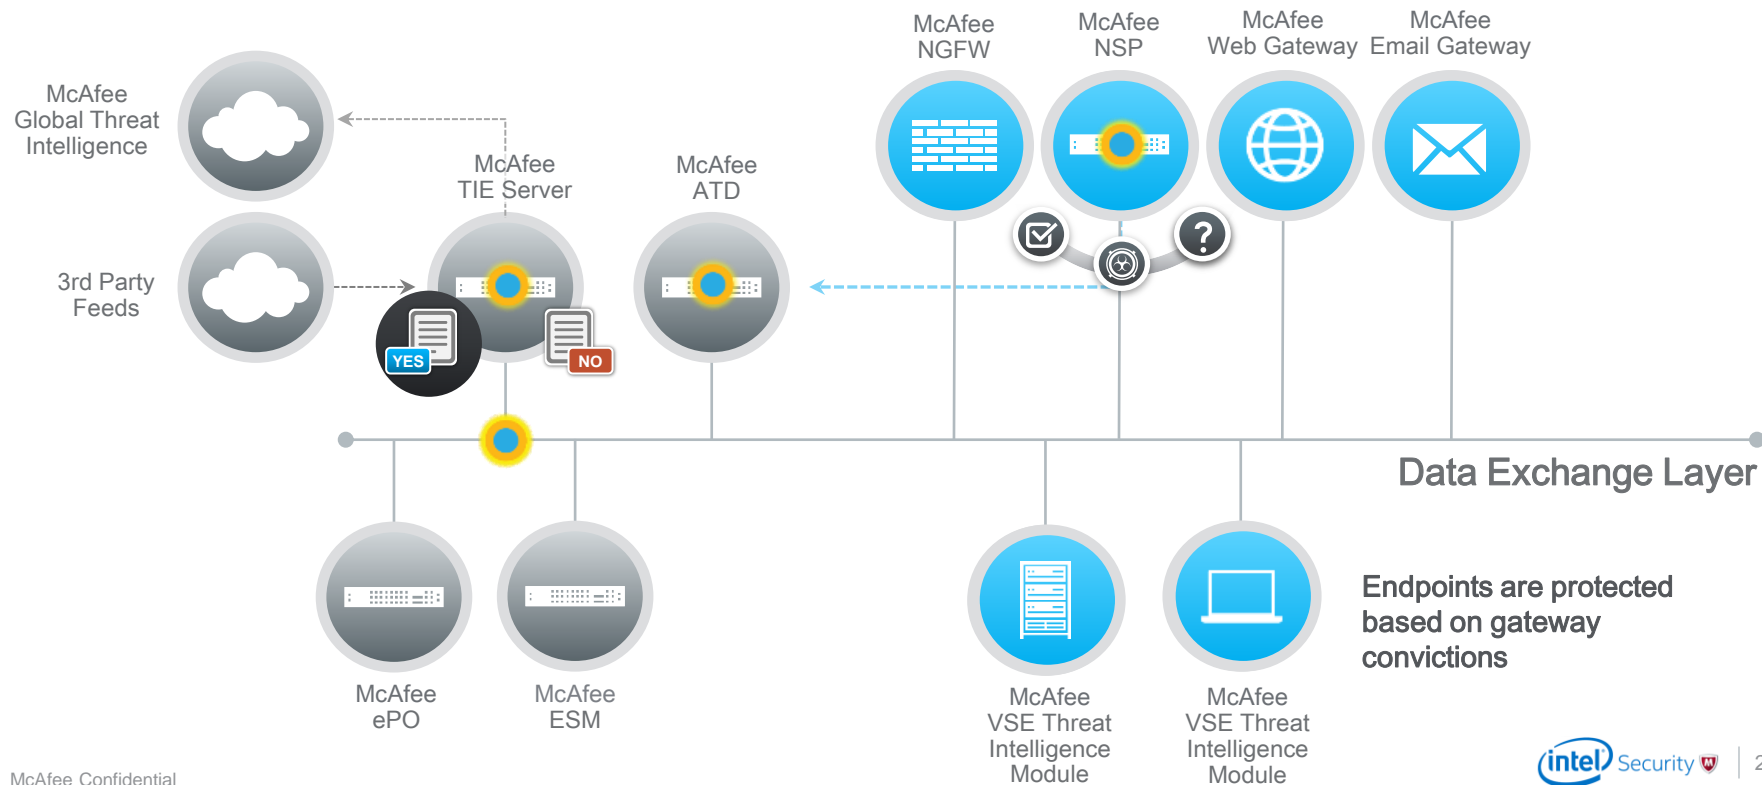 McAfee
NGFW
McAfee
NSP
McAfee
Web Gateway
McAfee
Email Gateway
McAfee
Global Threat
Intelligence
McAfee
TIE Server
McAfee
ATD
3rd Party
Feeds
YES
NO
?
Data Exchange Layer
McAfee
ePO
McAfee
ESM
McAfee
VSE Threat
Intelligence
Module
McAfee
VSE Threat
Intelligence
Module
Endpoints are protected
based on gateway
convictions
McAfee Confidential
intel Security
2